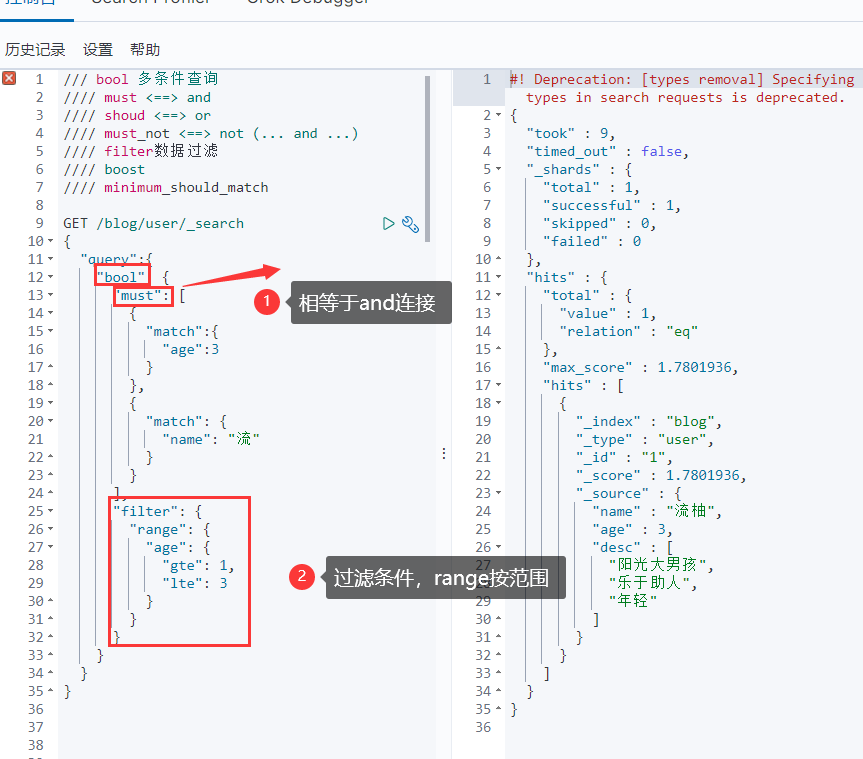 控制台 Search Profiler Grok Debugger
历史记录 设置 帮助
1 /// bool 多条件查询
2 //// must <==> and
3 //// shoud <==> or
4 //// must_not <==> not (... and ...)
5 //// filter数据过滤
6 //// boost
7 //// minimum_should_match
8
9 GET /blog/user/_search
10 {
11 "query":{
12 "bool": {
13 "must": [
14 {
15 "match":{
16 "age":3
17 }
18 },
19 {
20 "match": {
21 "name": "流"
22 }
23 }
24 ],
25 "filter": {
26 "range": {
27 "age": {
28 "gte": 1,
29 "lte": 3
30 }
31 }
32 }
33 }
34 }
35 }
36
37
38
1 相等于and连接
2 过滤条件，range按范围
1 #! Deprecation: [types removal] Specifying
types in search requests is deprecated.
2 {
3 "took" : 9,
4 "timed_out" : false,
5 "_shards" : {
6 "total" : 1,
7 "successful" : 1,
8 "skipped" : 0,
9 "failed" : 0
10 },
11 "hits" : {
12 "total" : {
13 "value" : 1,
14 "relation" : "eq"
15 },
16 "max_score" : 1.7801936,
17 "hits" : [
18 {
19 "_index" : "blog",
20 "_type" : "user",
21 "_id" : "1",
22 "_score" : 1.7801936,
23 "_source" : {
24 "name" : "流柚",
25 "age" : 3,
26 "desc" : [
27 "阳光大男孩",
28 "乐于助人",
29 "年轻"
30 ]
31 }
32 }
33 ]
34 }
35 }
36